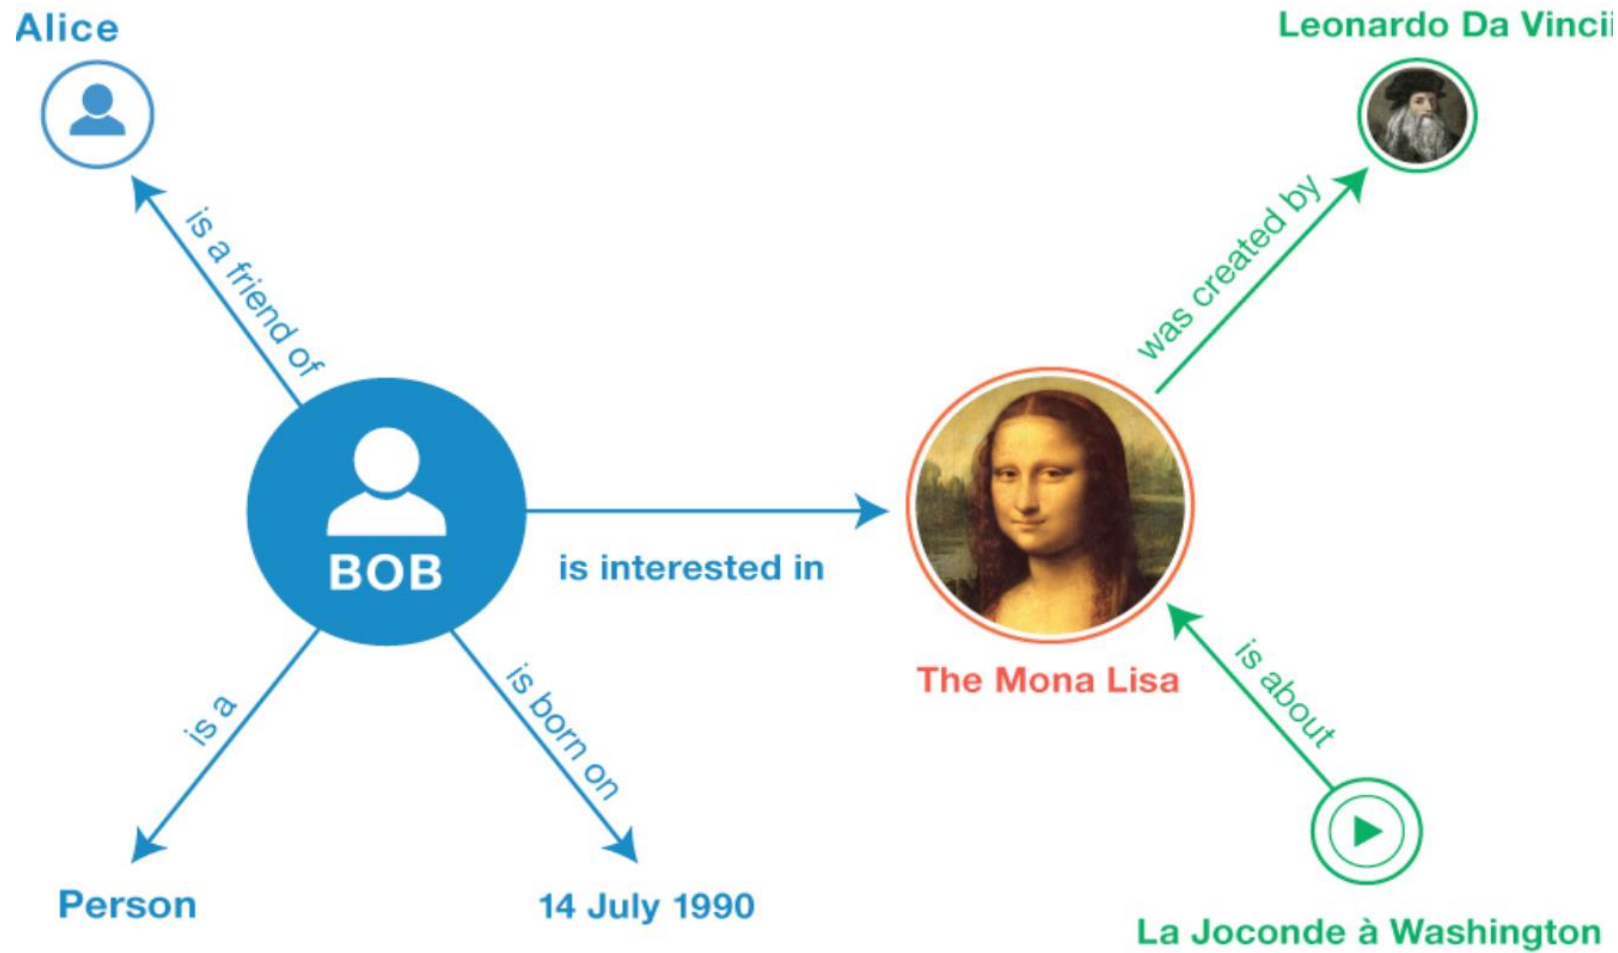 Alice
Leonardo Da Vincii
is a friend of
was created by
BOB
is interested in
The Mona Lisa
is a
is born on
is about
Person
14 July 1990
La Joconde à Washington